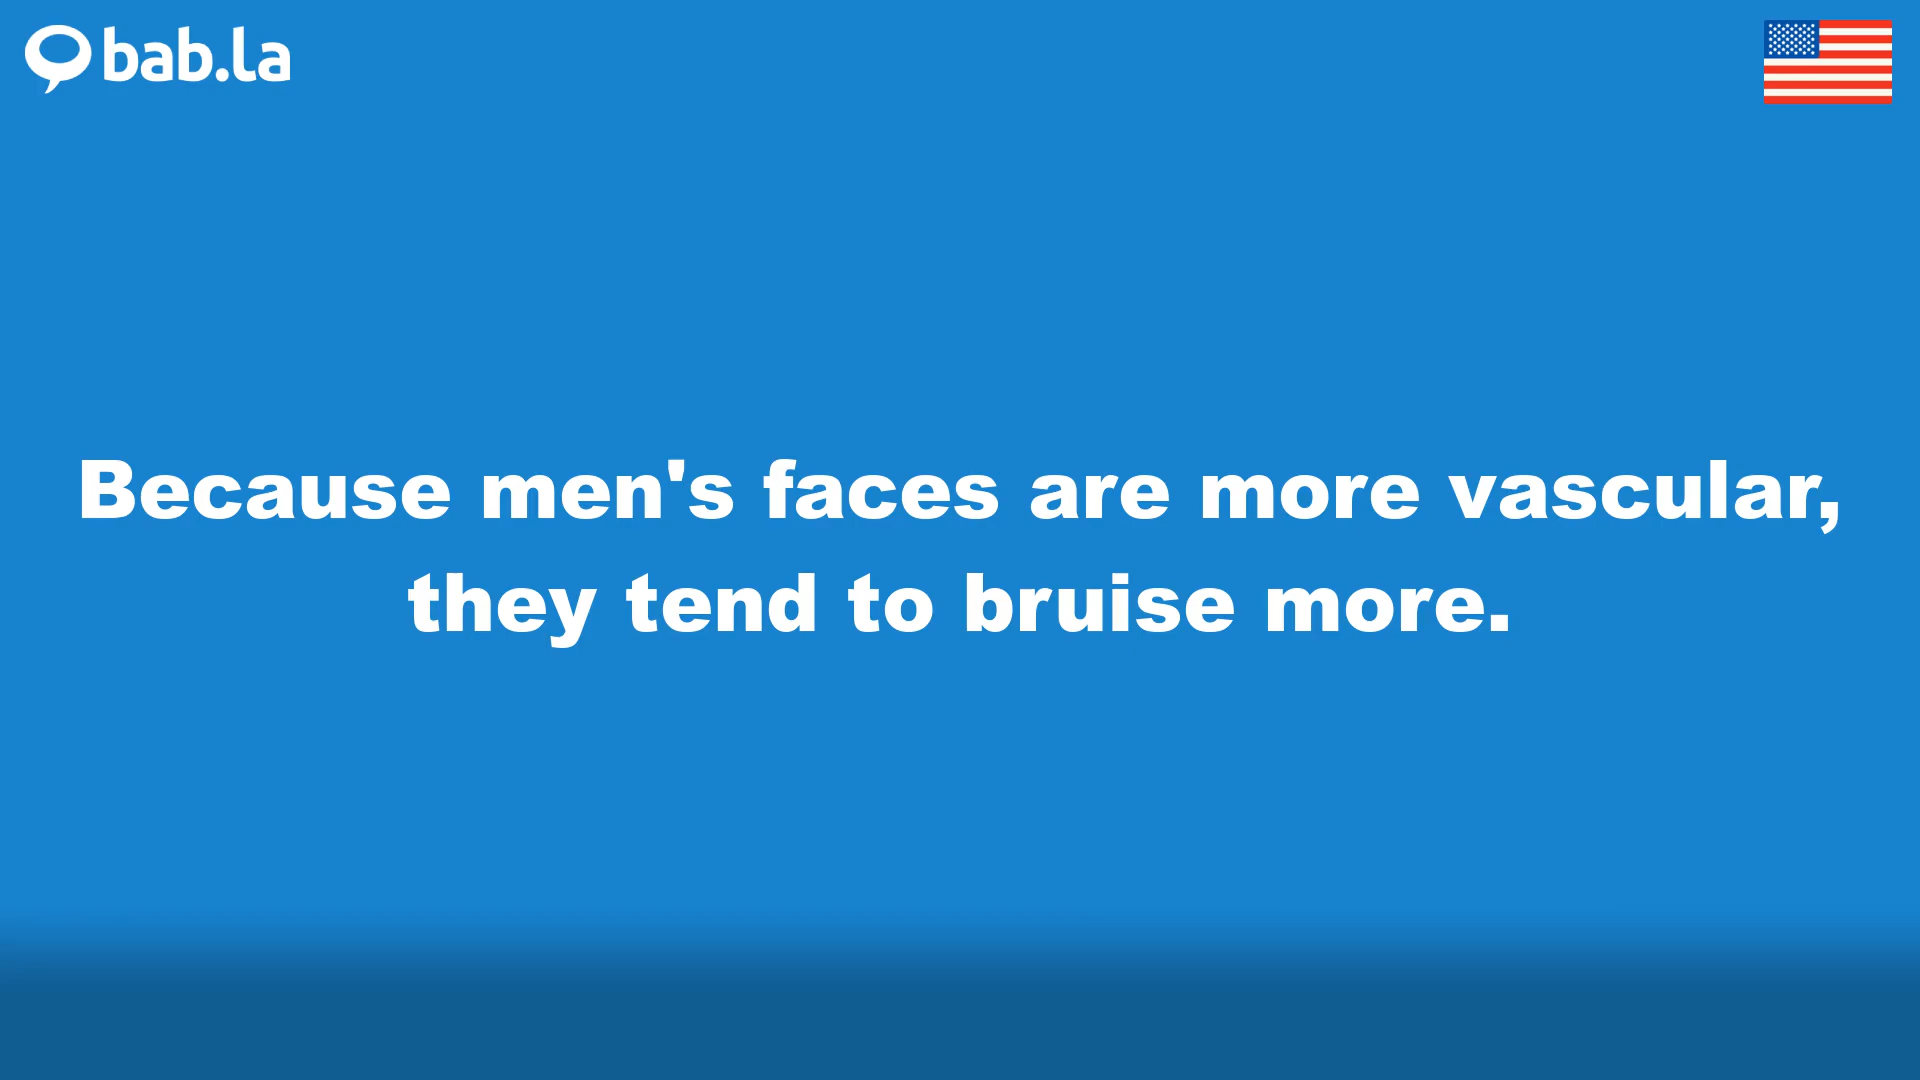 bab.la
Because men's faces are more vascular,
they tend to bruise more.